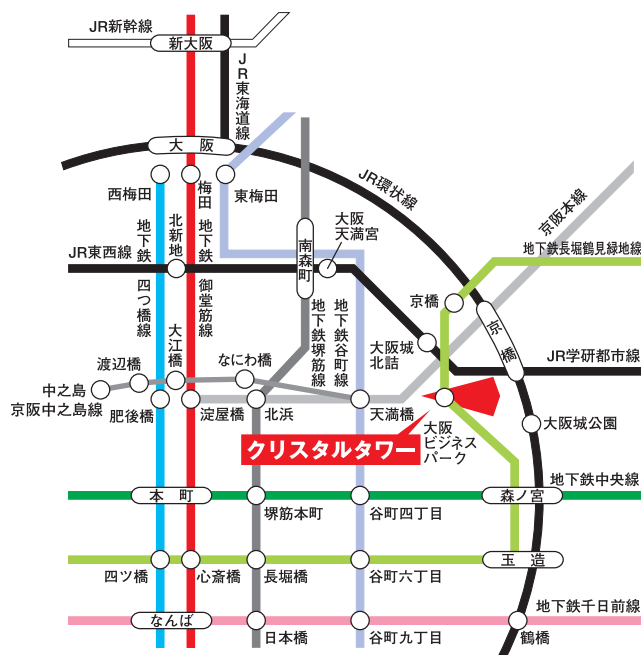 JR新幹線
新大阪
JR東海道線
大阪
西梅田
梅田
東梅田
JR環状線
京阪本線
地下鉄長堀鶴見緑地線
地下鉄
四つ橋線
北新地
地下鉄
御堂筋線
南森町
大阪
天満宮
JR東西線
京橋
京橋
大阪城
北詰
JR学研都市線
地下鉄堺筋線
地下鉄谷町線
大江橋
なにわ橋
渡辺橋
中之島
京阪中之島線
肥後橋
淀屋橋
北浜
天満橋
大阪
ビジネス
パーク
大阪城公園
クリスタルタワー
地下鉄中央線
本町
堺筋本町
谷町四丁目
森ノ宮
四ツ橋
心斎橋
長堀橋
谷町六丁目
玉造
地下鉄千日前線
なんば
日本橋
谷町九丁目
鶴橋